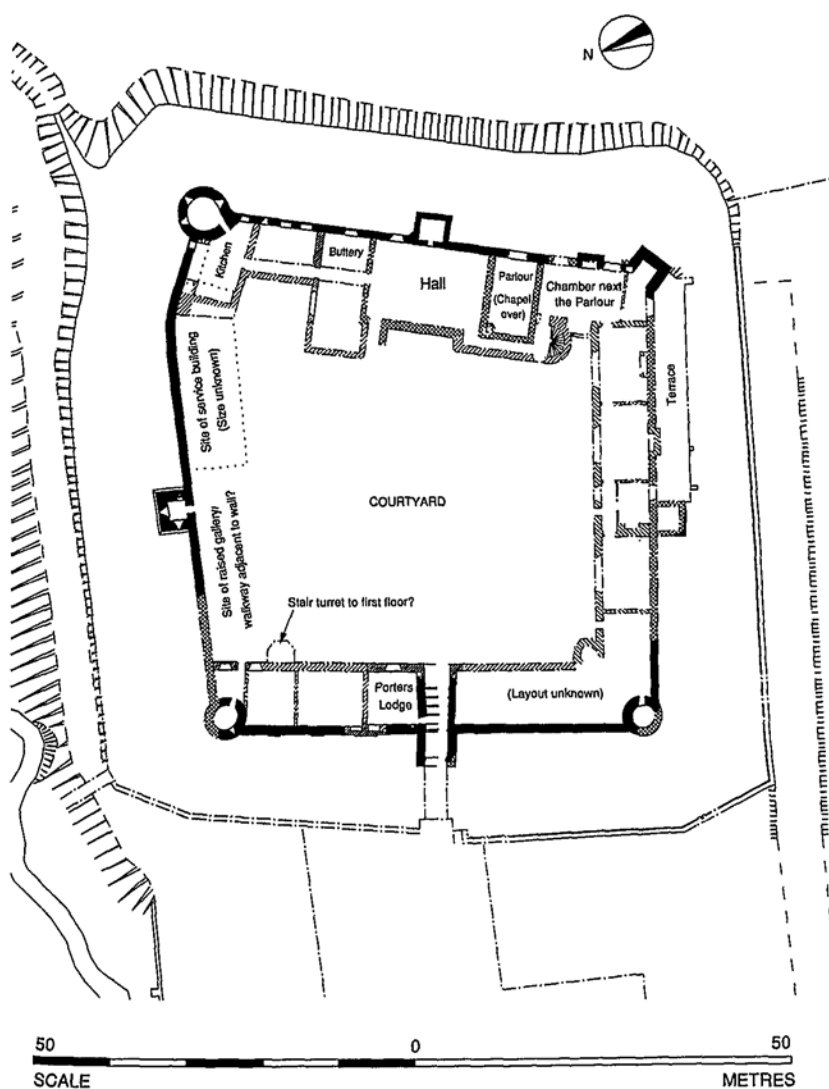 N
Kitchen
Buttery
Hall
Parlour
(Chapel
over)
Chamber next
the Parlour
Terrace
Site of service building
(Size unknown)
COURTYARD
Site of raised gallery/
walkway adjacent to wall?
Stair turret to first floor?
Porters
Lodge
(Layout unknown)
50
0
50
SCALE
METRES